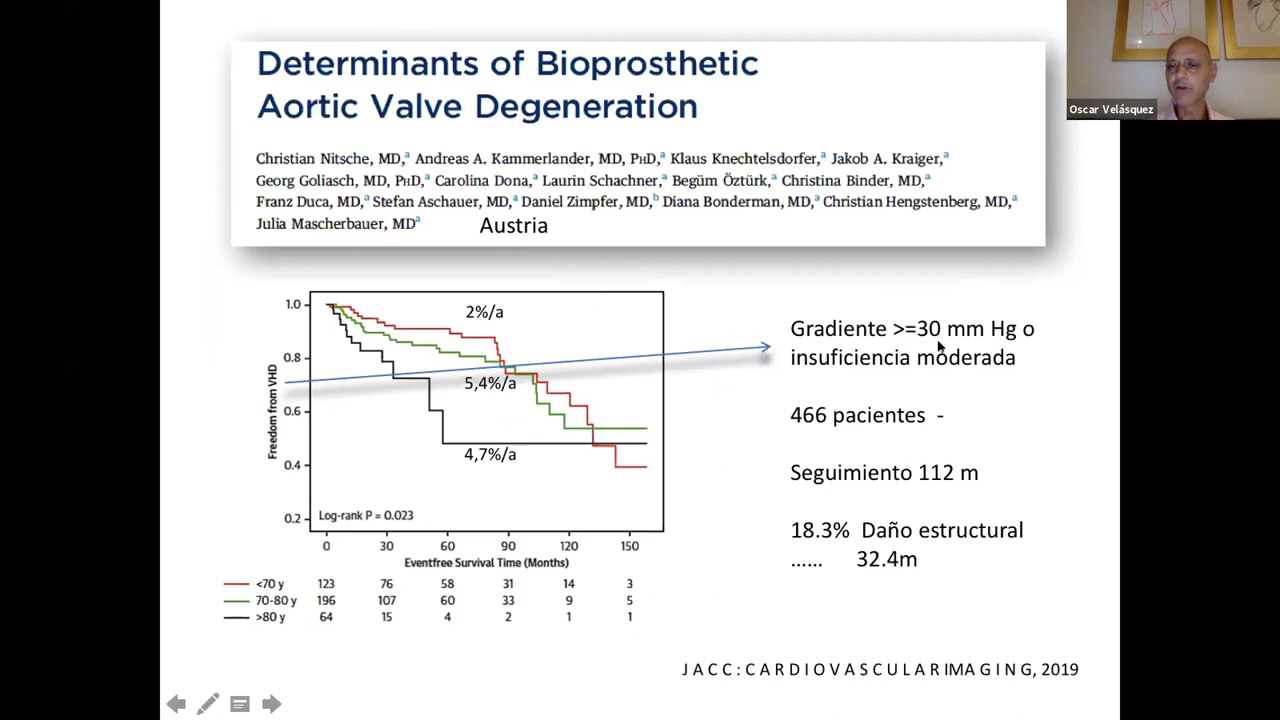 Determinants of Bioprosthetic
Aortic Valve Degeneration
Christian Nitsche, MD,a Andreas A. Kammerlander, MD, PhD,a Klaus Knechtelsdorfer,a Jakob A. Kraiger,a
Georg Goliasch, MD, PhD,a Carolina Dona,a Laurin Schachner,a Begüm Öztürk,a Christina Binder, MD,a
Franz Duca, MD,a Stefan Aschauer, MD,a Daniel Zimpfer, MD,b Diana Bonderman, MD,a Christian Hengstenberg, MD,a
Julia Mascherbauer, MDa
Austria
Oscar Velásquez
1.0
0.8
0.6
0.4
0.2
Freedom from VHD
2%/a
5,4%/a
4,7%/a
Log-rank P = 0.023
0 30 60 90 120 150
Eventfree Survival Time (Months)
<70 y 123 76 58 31 14 3
70-80 y 196 107 60 33 9 5
>80 y 64 15 4 2 1 1
Gradiente >=30 mm Hg o
insuficiencia moderada
466 pacientes -
Seguimiento 112 m
18.3% Daño estructural
...... 32.4m
J A C C : C A R D I O V A S C U L A R I M A G I N G, 2019